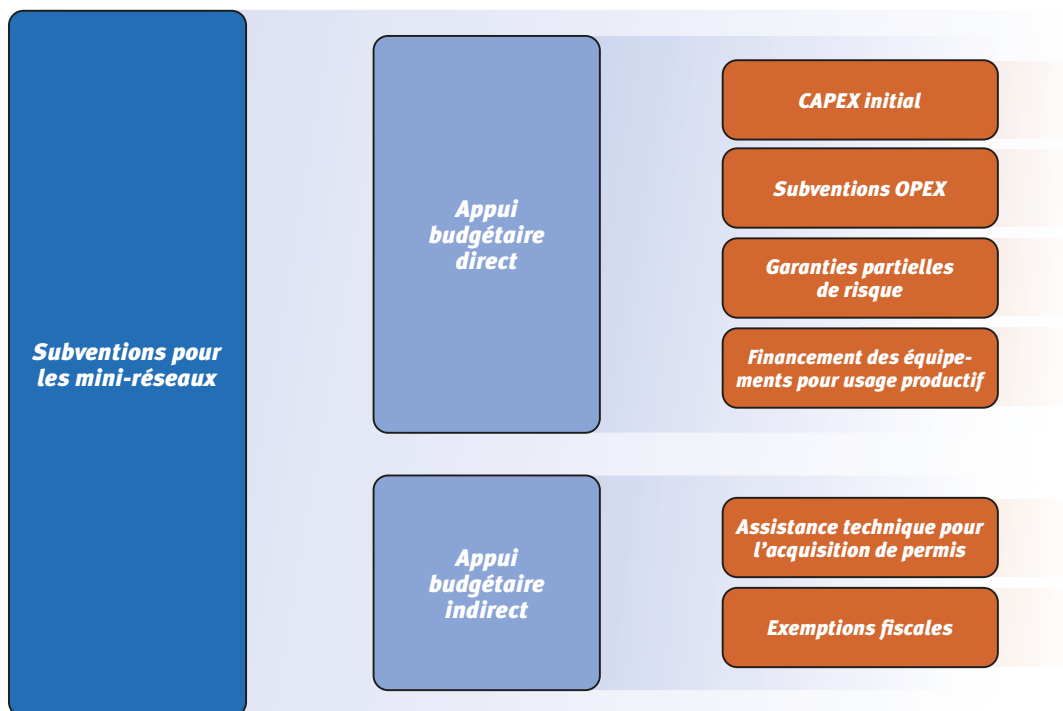 Subventions pour
les mini-réseaux
Appui
budgétaire
direct
CAPEX initial
Subventions OPEX
Garanties partielles
de risque
Financement des équipe-
ments pour usage productif
Appui
budgétaire
indirect
Assistance technique pour
l'acquisition de permis
Exemptions fiscales